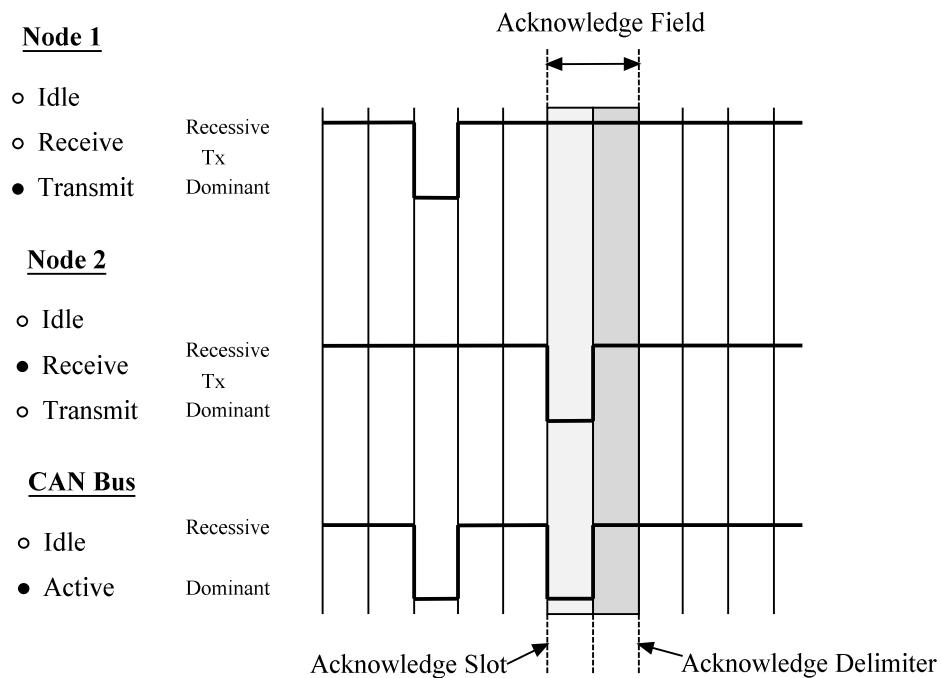 Acknowledge Field
Node 1
Idle
Receive
Transmit
Recessive
Tx
Dominant
Node 2
Idle
Receive
Transmit
Recessive
Tx
Dominant
CAN Bus
Idle
Active
Recessive
Dominant
Acknowledge Slot
Acknowledge Delimiter